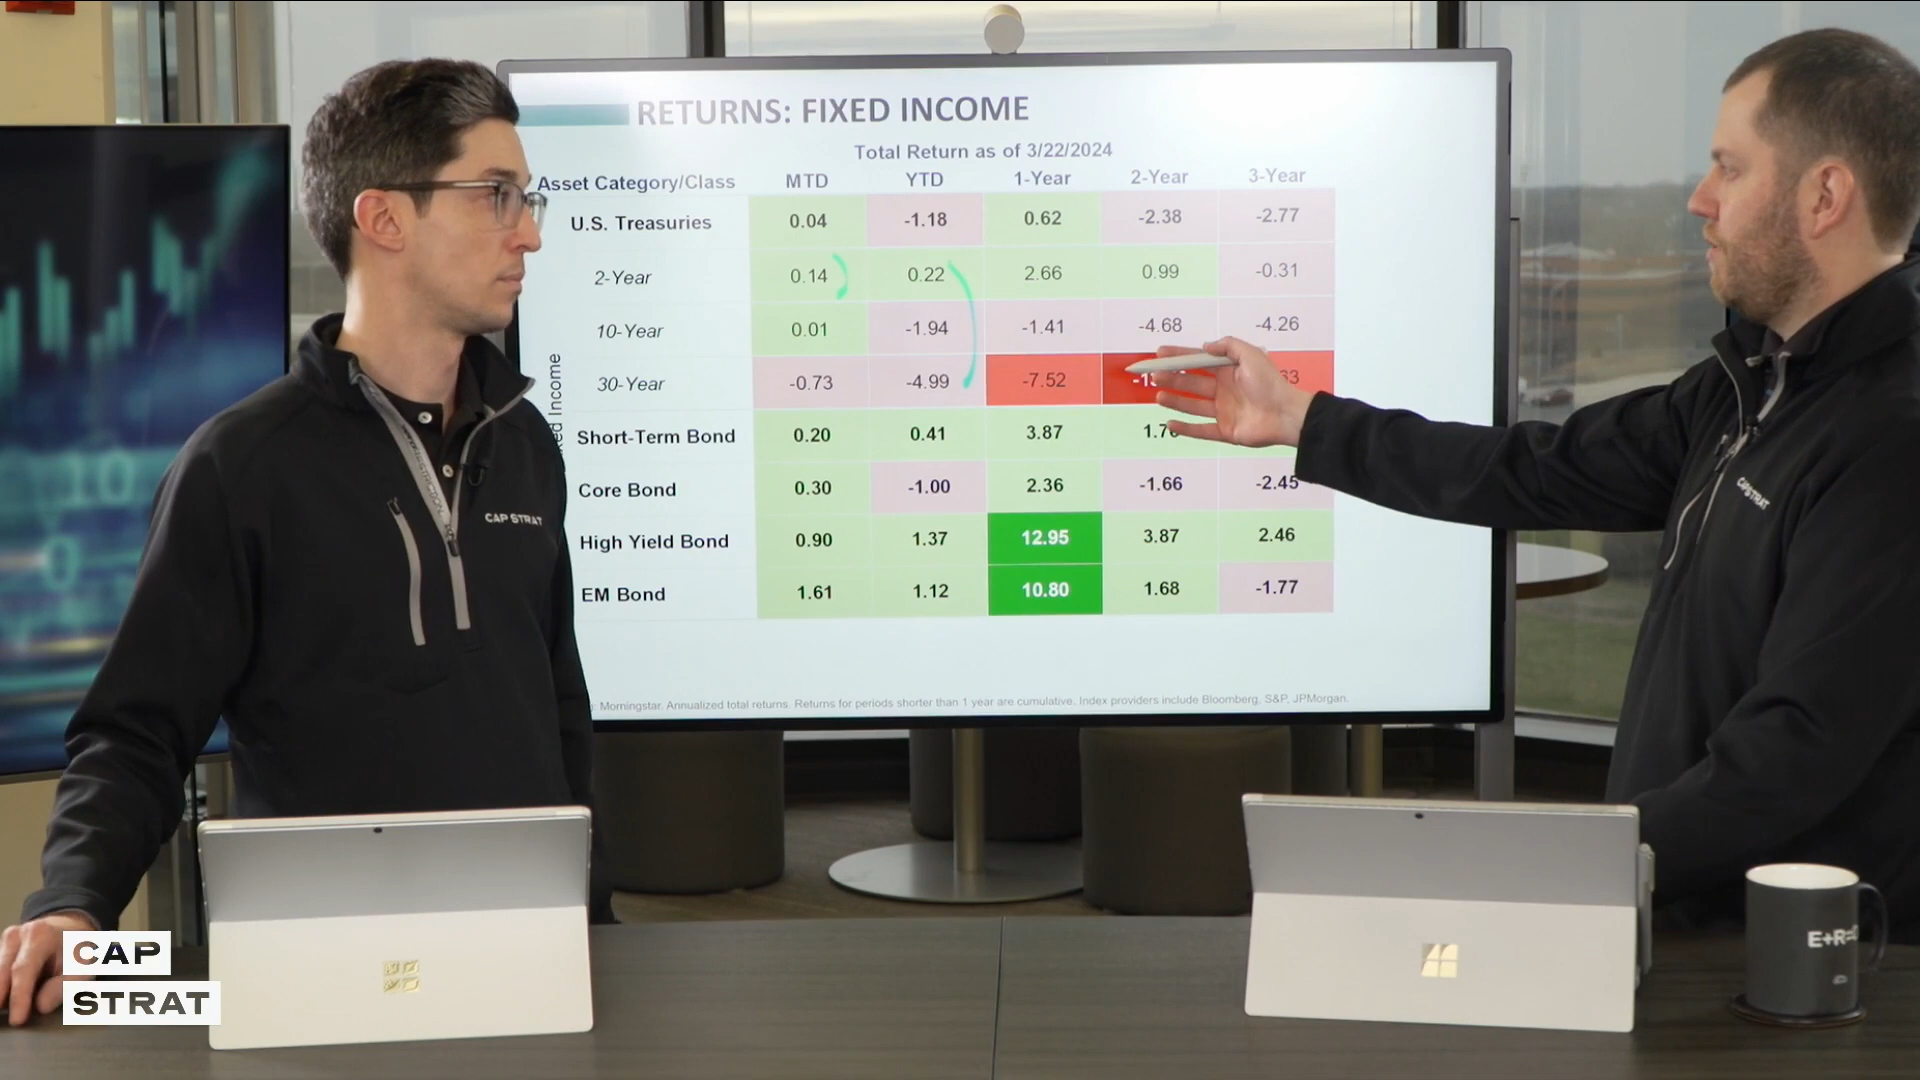 RETURNS: FIXED INCOME
Total Return as of 3/22/2024
Asset Category/Class MTD YTD 1-Year 2-Year 3-Year
U.S. Treasuries 0.04 -1.18 0.62 -2.38 -2.77
2-Year 0.14 0.22 2.66 0.99 -0.31
10-Year 0.01 -1.94 -1.41 -4.68 -4.26
30-Year -0.73 -4.99 -7.52
Short-Term Bond 0.20 0.41 3.87
Core Bond 0.30 -1.00 2.36 -1.66 -2.45
High Yield Bond 0.90 1.37 12.95 3.87 2.46
EM Bond 1.61 1.12 10.80 1.68 -1.77
Income
Morningstar. Annualized total returns. Returns for periods shorter than 1 year are cumulative. Index providers include Bloomberg, S&P, JPMorgan.
CAP STRAT
CAP STRAT
CAP
STRAT